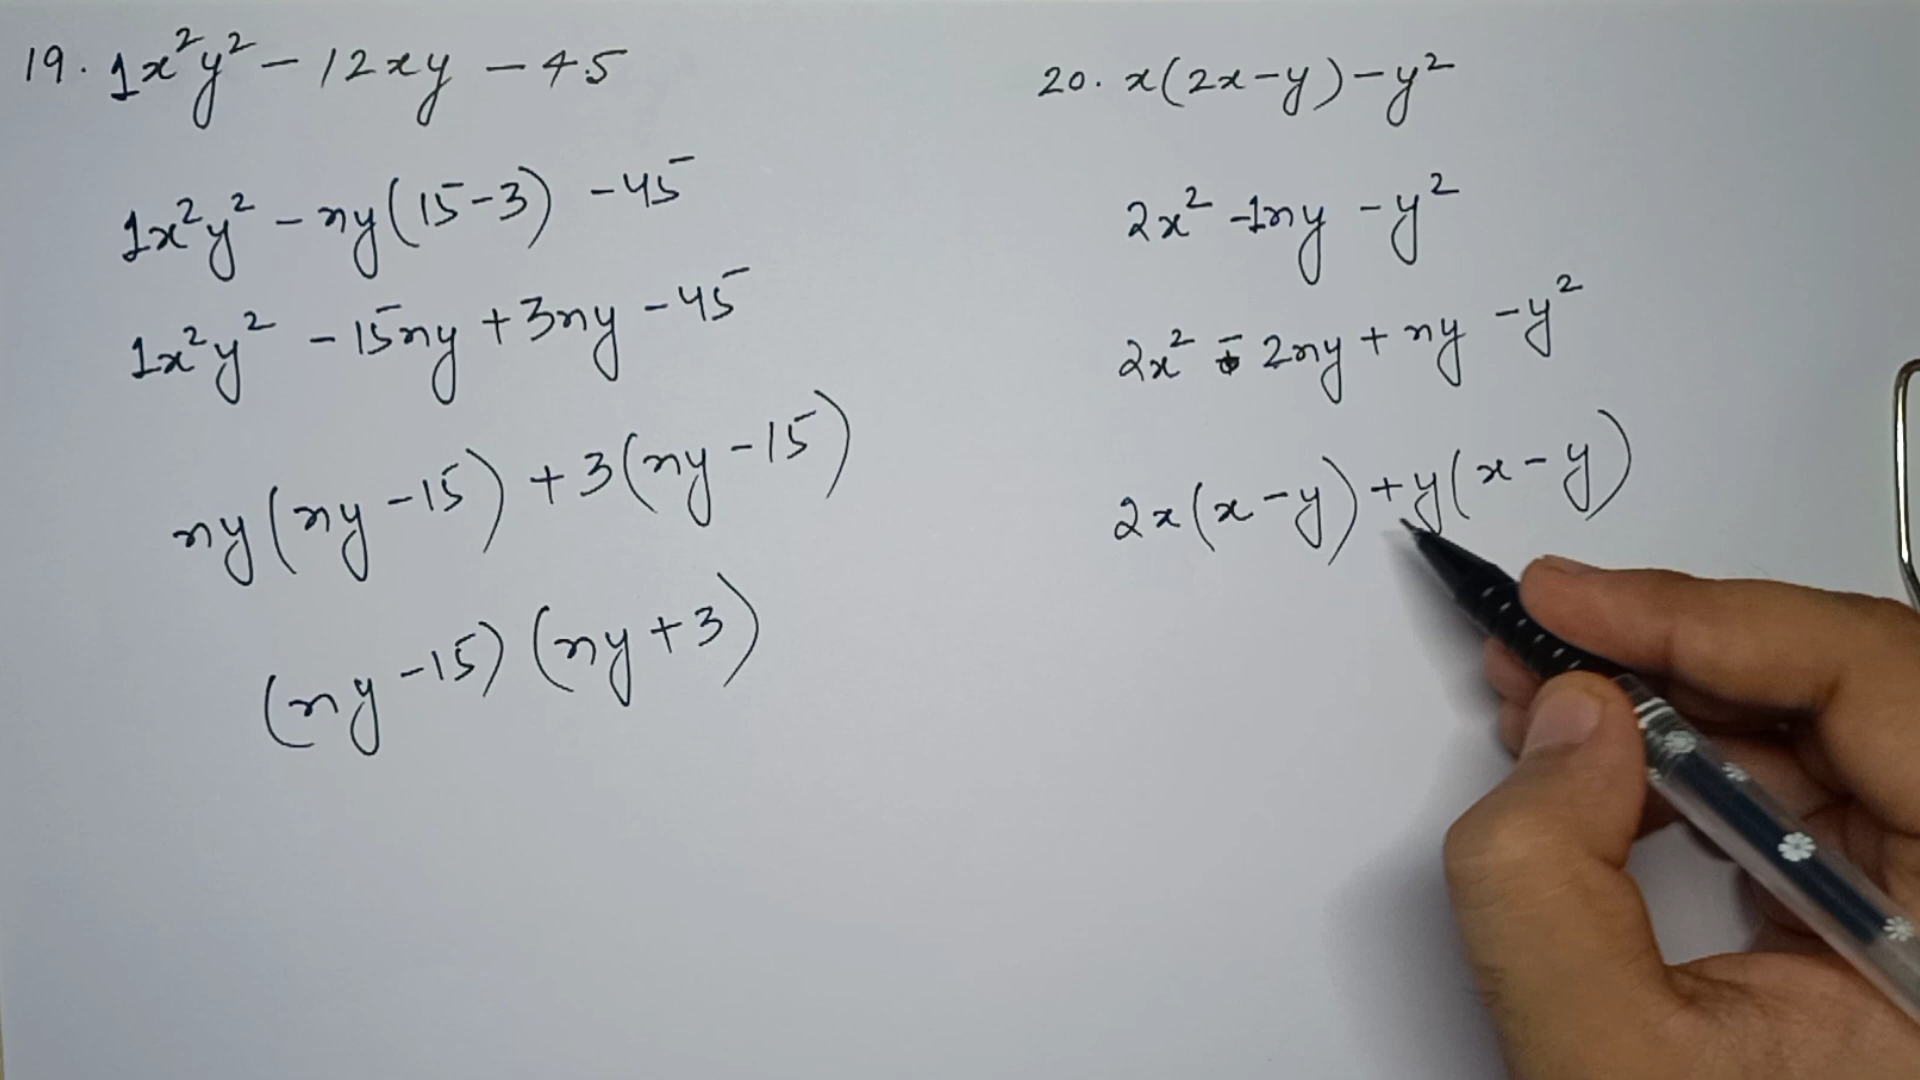 19. 1x²y² - 12xy - 45
1x²y² - xy(15-3) - 45
1x²y² - 15xy + 3xy - 45
xy(xy - 15) + 3(xy - 15)
(xy - 15) (xy + 3)
20. x(2x - y) - y²
2x² - 1xy - y²
2x² - 2xy + xy - y²
2x(x - y) + y(x - y)